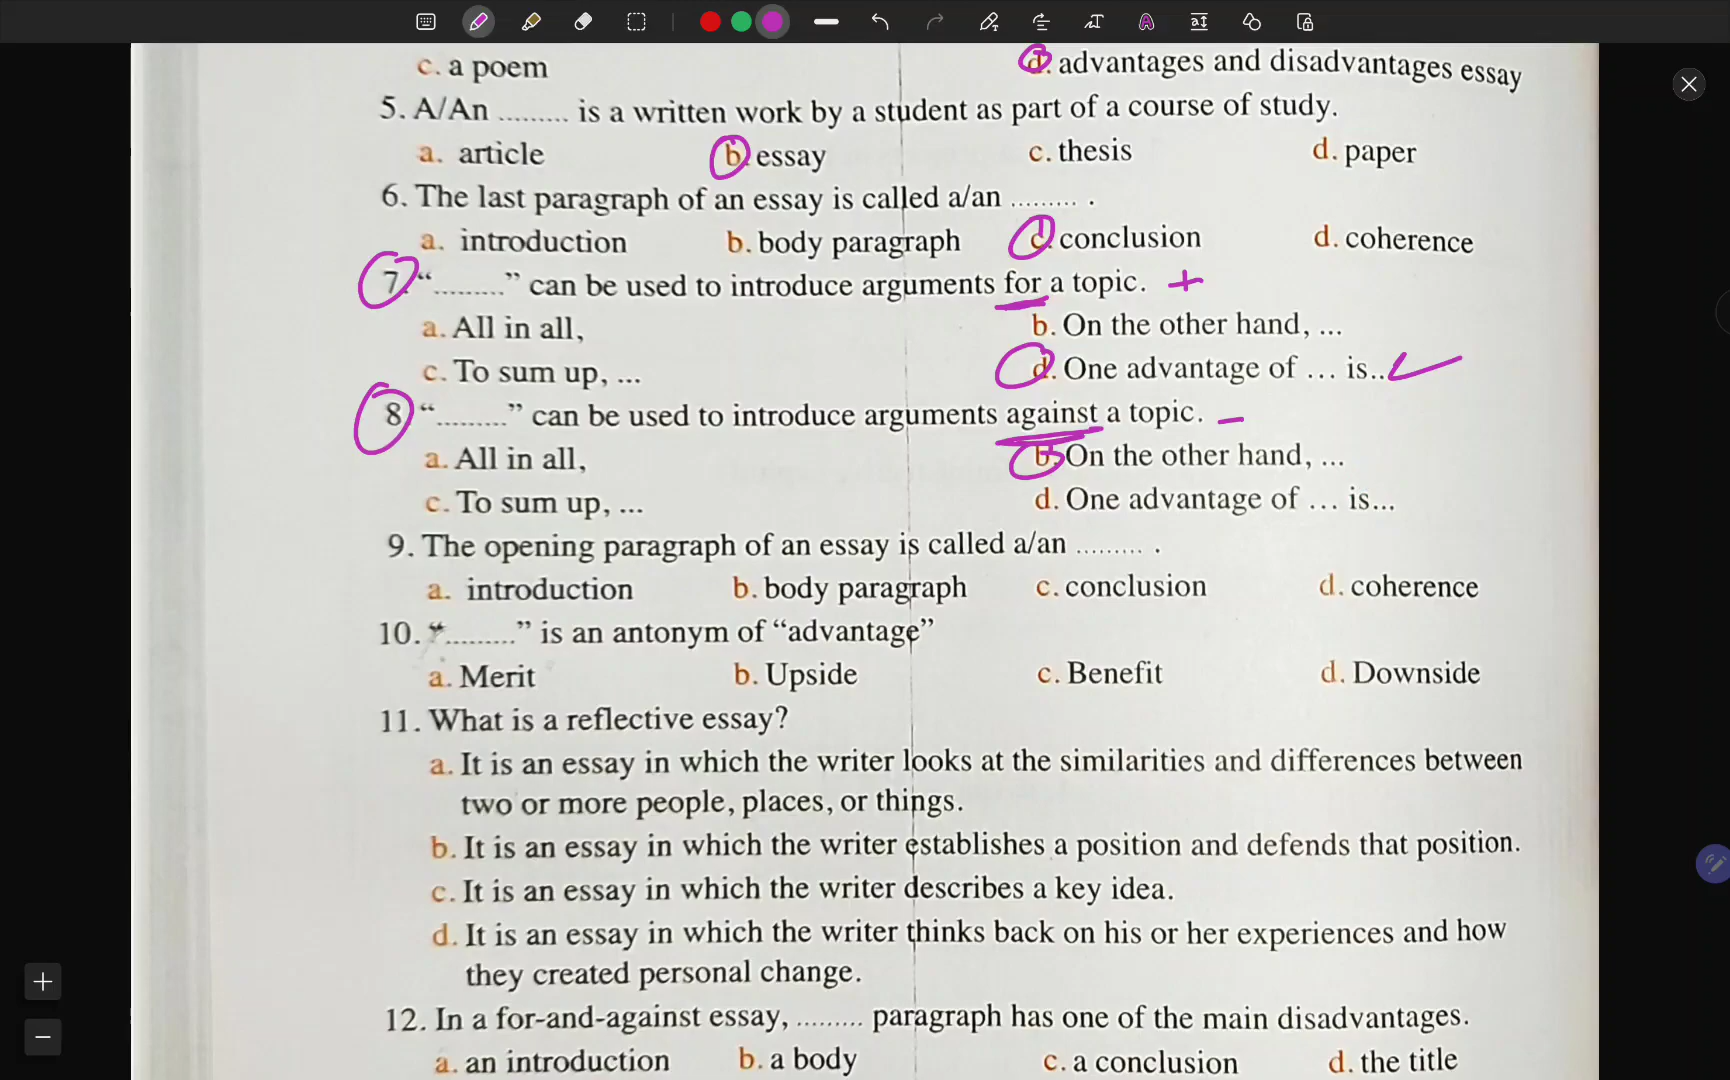 c. a poem d. advantages and disadvantages essay
5. A/An ......... is a written work by a student as part of a course of study.
a. article b. essay c. thesis d. paper
6. The last paragraph of an essay is called a/an ......... .
a. introduction b. body paragraph c. conclusion d. coherence
7. “.........” can be used to introduce arguments for a topic. +
a. All in all, b. On the other hand, ...
c. To sum up, ... d. One advantage of ... is...
8. “.........” can be used to introduce arguments against a topic. -
a. All in all, b. On the other hand, ...
c. To sum up, ... d. One advantage of ... is...
9. The opening paragraph of an essay is called a/an ......... .
a. introduction b. body paragraph c. conclusion d. coherence
10. “.........” is an antonym of “advantage”
a. Merit b. Upside c. Benefit d. Downside
11. What is a reflective essay?
a. It is an essay in which the writer looks at the similarities and differences between
two or more people, places, or things.
b. It is an essay in which the writer establishes a position and defends that position.
c. It is an essay in which the writer describes a key idea.
d. It is an essay in which the writer thinks back on his or her experiences and how
they created personal change.
12. In a for-and-against essay, ......... paragraph has one of the main disadvantages.
a. an introduction b. a body c. a conclusion d. the title